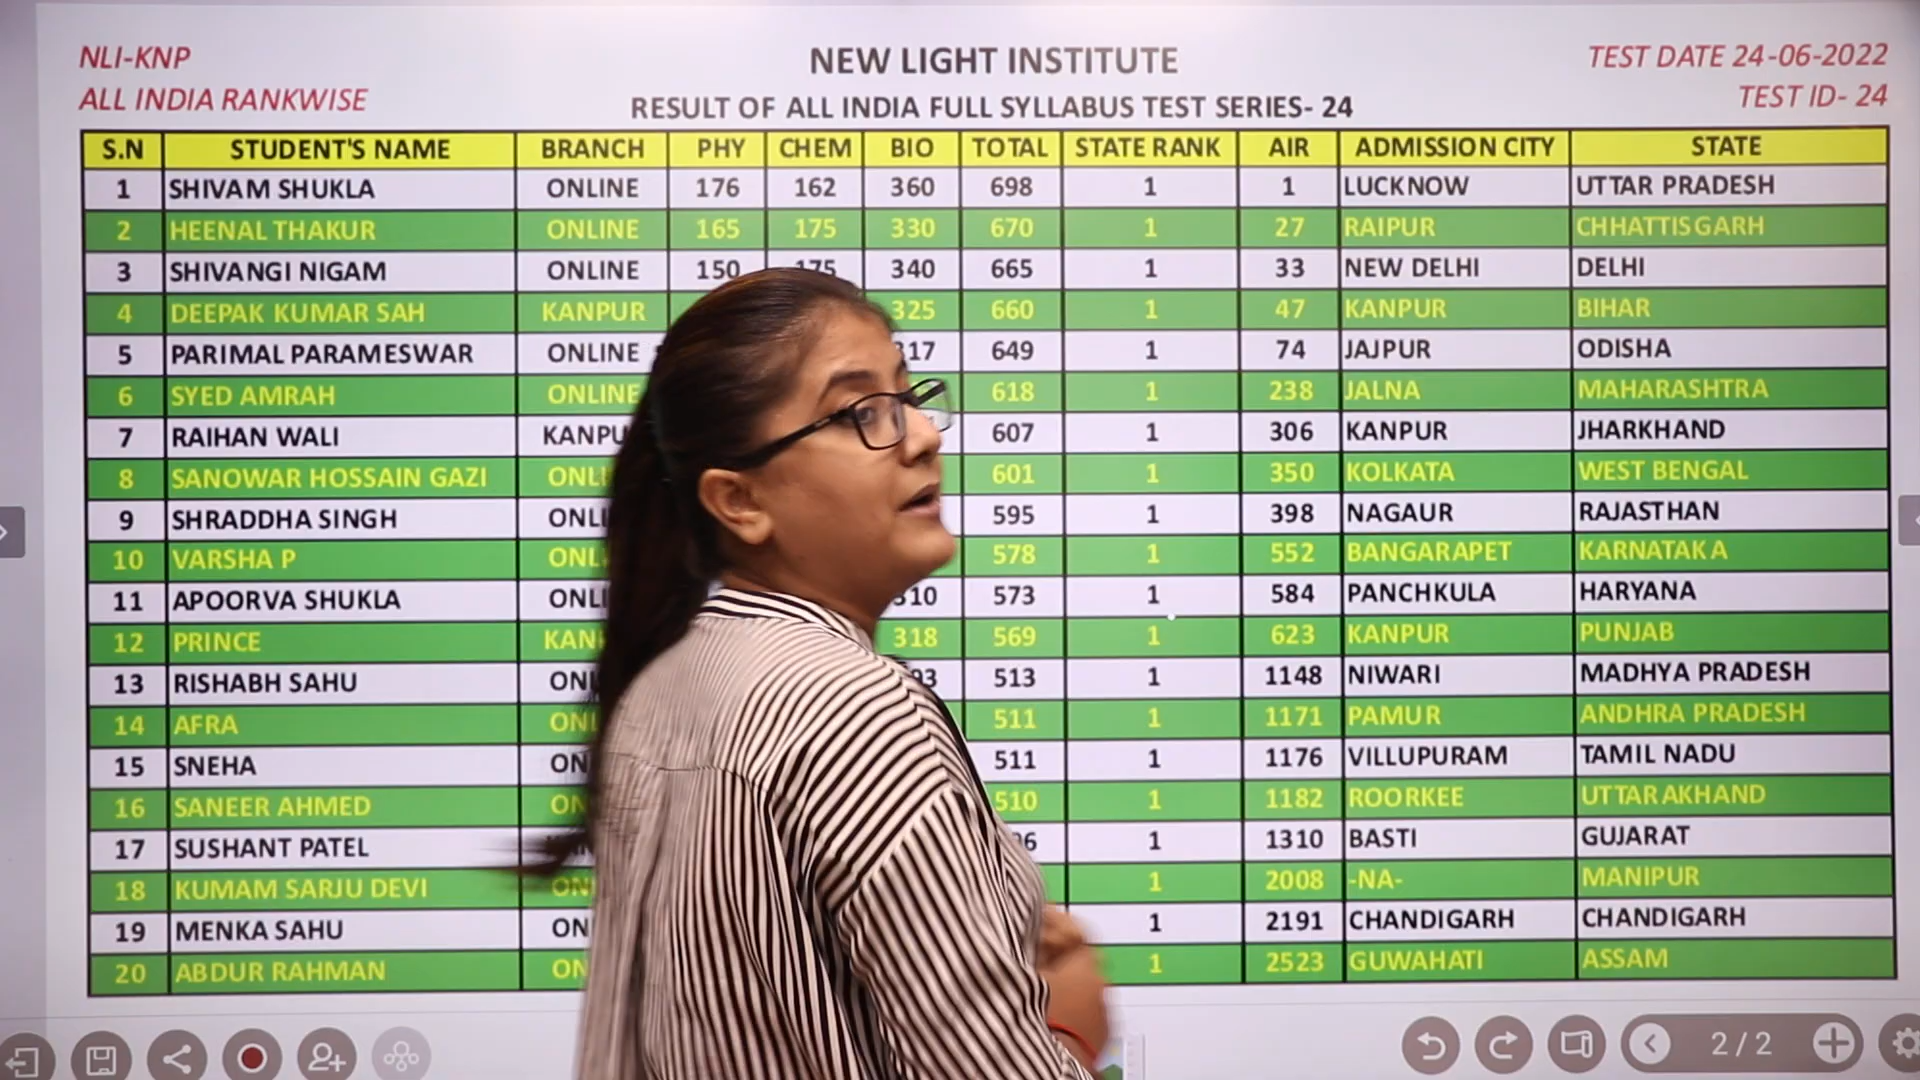 NLI-KNP
ALL INDIA RANKWISE
NEW LIGHT INSTITUTE
RESULT OF ALL INDIA FULL SYLLABUS TEST SERIES- 24
TEST DATE 24-06-2022
TEST ID- 24
S.N STUDENT'S NAME BRANCH PHY CHEM BIO TOTAL STATE RANK AIR ADMISSION CITY STATE
1 SHIVAM SHUKLA ONLINE 176 162 360 698 1 1 LUCKNOW UTTAR PRADESH
2 HEENAL THAKUR ONLINE 165 175 330 670 1 27 RAIPUR CHHATTISGARH
3 SHIVANGI NIGAM ONLINE 150 175 340 665 1 33 NEW DELHI DELHI
4 DEEPAK KUMAR SAH KANPUR 325 660 1 47 KANPUR BIHAR
5 PARIMAL PARAMESWAR ONLINE 649 1 74 JAJPUR ODISHA
6 SYED AMRAH ONLINE 618 1 238 JALNA MAHARASHTRA
7 RAIHAN WALI 607 1 306 KANPUR JHARKHAND
8 SANOWAR HOSSAIN GAZI 601 1 350 KOLKATA WEST BENGAL
9 SHRADDHA SINGH 595 1 398 NAGAUR RAJASTHAN
10 VARSHA P 578 1 552 BANGARAPET KARNATAKA
11 APOORVA SHUKLA 310 573 1 584 PANCHKULA HARYANA
12 PRINCE 318 569 1 623 KANPUR PUNJAB
13 RISHABH SAHU 513 1 1148 NIWARI MADHYA PRADESH
14 AFRA 511 1 1171 PAMUR ANDHRA PRADESH
15 SNEHA 511 1 1176 VILLUPURAM TAMIL NADU
16 SANEER AHMED 510 1 1182 ROORKEE UTTARAKHAND
17 SUSHANT PATEL 1 1310 BASTI GUJARAT
18 KUMAM SARJU DEVI 1 2008 -NA- MANIPUR
19 MENKA SAHU 1 2191 CHANDIGARH CHANDIGARH
20 ABDUR RAHMAN 1 2523 GUWAHATI ASSAM
2/2